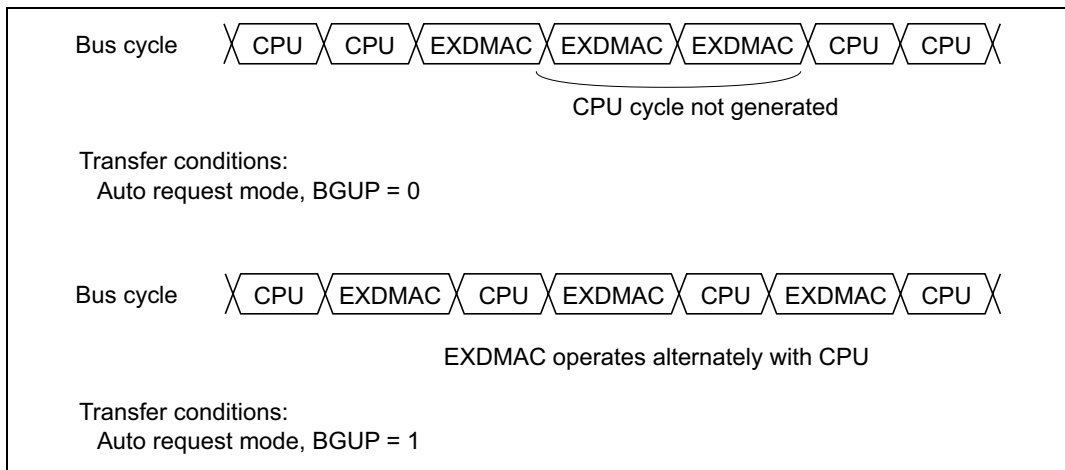 Bus cycle CPU CPU EXDMAC EXDMAC EXDMAC CPU CPU
CPU cycle not generated
Transfer conditions:
Auto request mode, BGUP = 0
Bus cycle CPU EXDMAC CPU EXDMAC CPU EXDMAC CPU
EXDMAC operates alternately with CPU
Transfer conditions:
Auto request mode, BGUP = 1